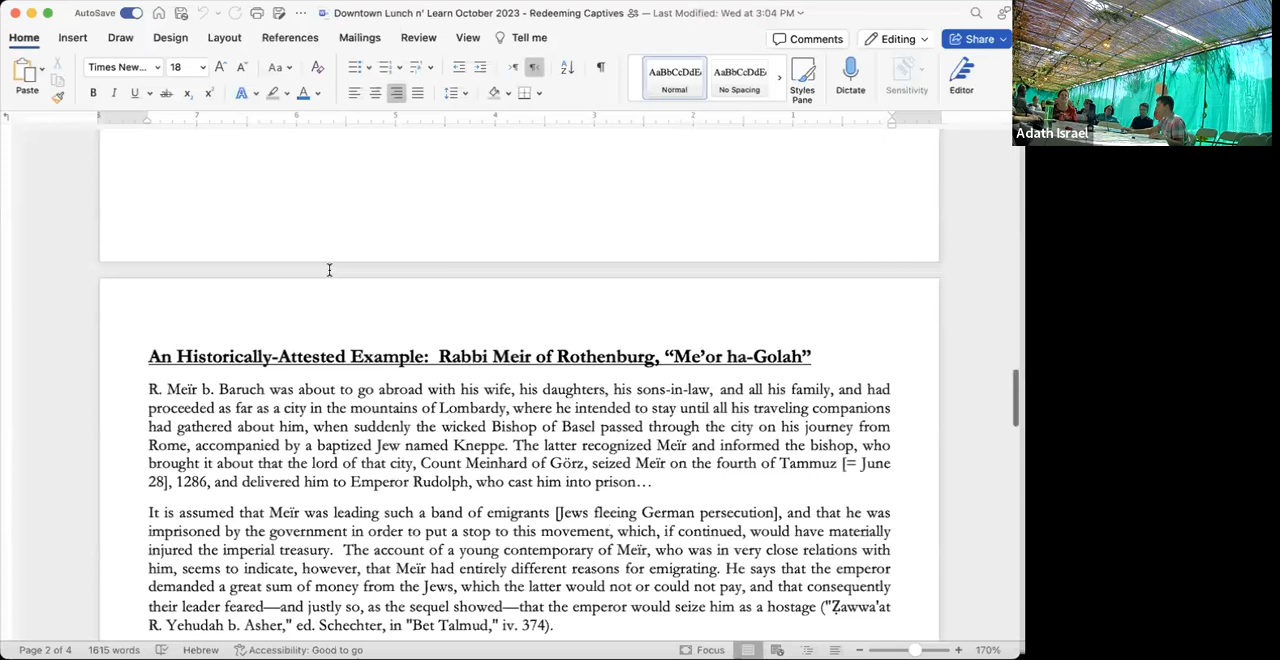 AutoSave
Downtown Lunch n' Learn October 2023 - Redeeming Captives — Last Modified: Wed at 3:04 PM
Home Insert Draw Design Layout References Mailings Review View Tell me Comments Editing Share
Times New... 18 Aa
Paste
B I U ab x x A A
AaBbCcDdE AaBbCcDdE
Normal No Spacing
Styles Pane
Dictate
Sensitivity
Editor
Adath Israel
8 7 6 5 4 3 2 1
An Historically-Attested Example: Rabbi Meir of Rothenburg, “Me’or ha-Golah”
R. Meïr b. Baruch was about to go abroad with his wife, his daughters, his sons-in-law, and all his family, and had
proceeded as far as a city in the mountains of Lombardy, where he intended to stay until all his traveling companions
had gathered about him, when suddenly the wicked Bishop of Basel passed through the city on his journey from
Rome, accompanied by a baptized Jew named Kneppe. The latter recognized Meïr and informed the bishop, who
brought it about that the lord of that city, Count Meinhard of Görz, seized Meïr on the fourth of Tammuz [= June
28], 1286, and delivered him to Emperor Rudolph, who cast him into prison…
It is assumed that Meïr was leading such a band of emigrants [Jews fleeing German persecution], and that he was
imprisoned by the government in order to put a stop to this movement, which, if continued, would have materially
injured the imperial treasury. The account of a young contemporary of Meïr, who was in very close relations with
him, seems to indicate, however, that Meïr had entirely different reasons for emigrating. He says that the emperor
demanded a great sum of money from the Jews, which the latter would not or could not pay, and that consequently
their leader feared—and justly so, as the sequel showed—that the emperor would seize him as a hostage ("Ẓawwa'at
R. Yehudah b. Asher," ed. Schechter, in "Bet Talmud," iv. 374).
Page 2 of 4 1615 words Hebrew Accessibility: Good to go Focus 170%